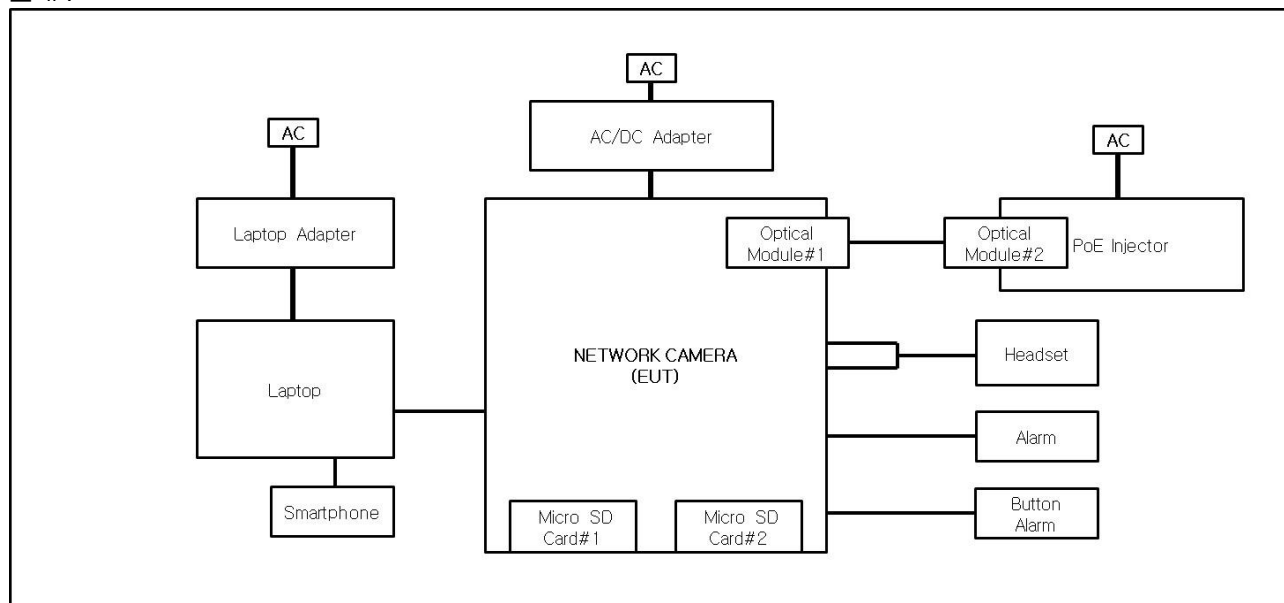 AC
AC/DC Adapter
AC
AC
Laptop Adapter
Optical
Module#1
Optical
Module#2
PoE Injector
NETWORK CAMERA
(EUT)
Headset
Laptop
Alarm
Smartphone
Micro SD
Card#1
Micro SD
Card#2
Button
Alarm